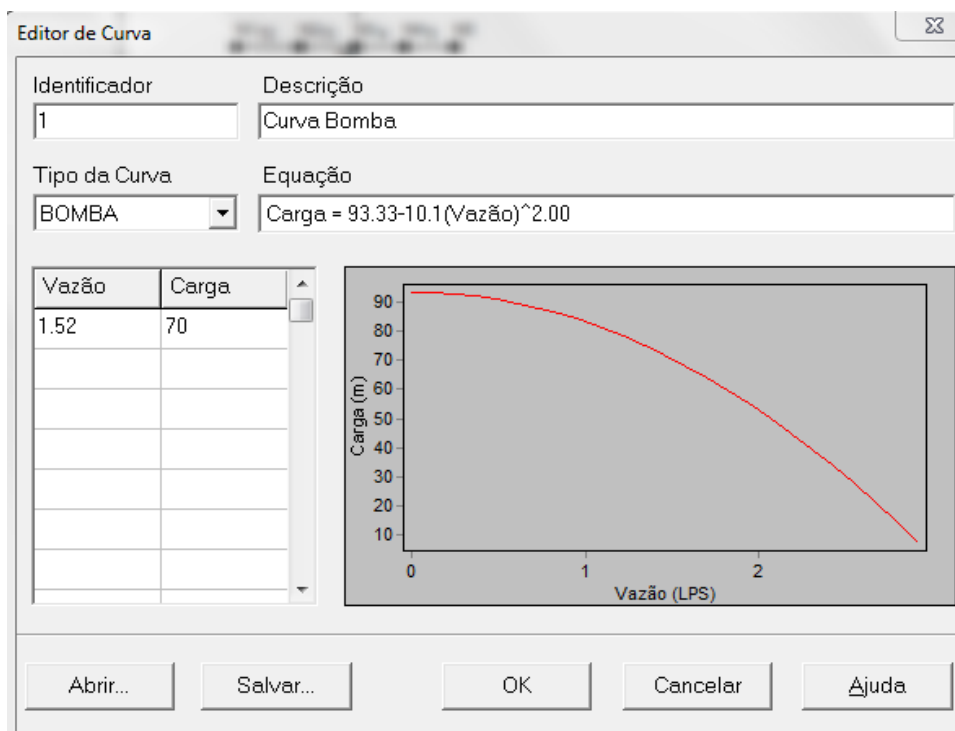 Editor de Curva
Identificador Descrição
1 Curva Bomba
Tipo da Curva Equação
BOMBA Carga = 93.33-10.1(Vazão)^2.00
Vazão Carga
1.52 70
90
80
70
60
50
40
30
20
10
Carga (m)
0 1 2
Vazão (LPS)
Abrir... Salvar... OK Cancelar Ajuda